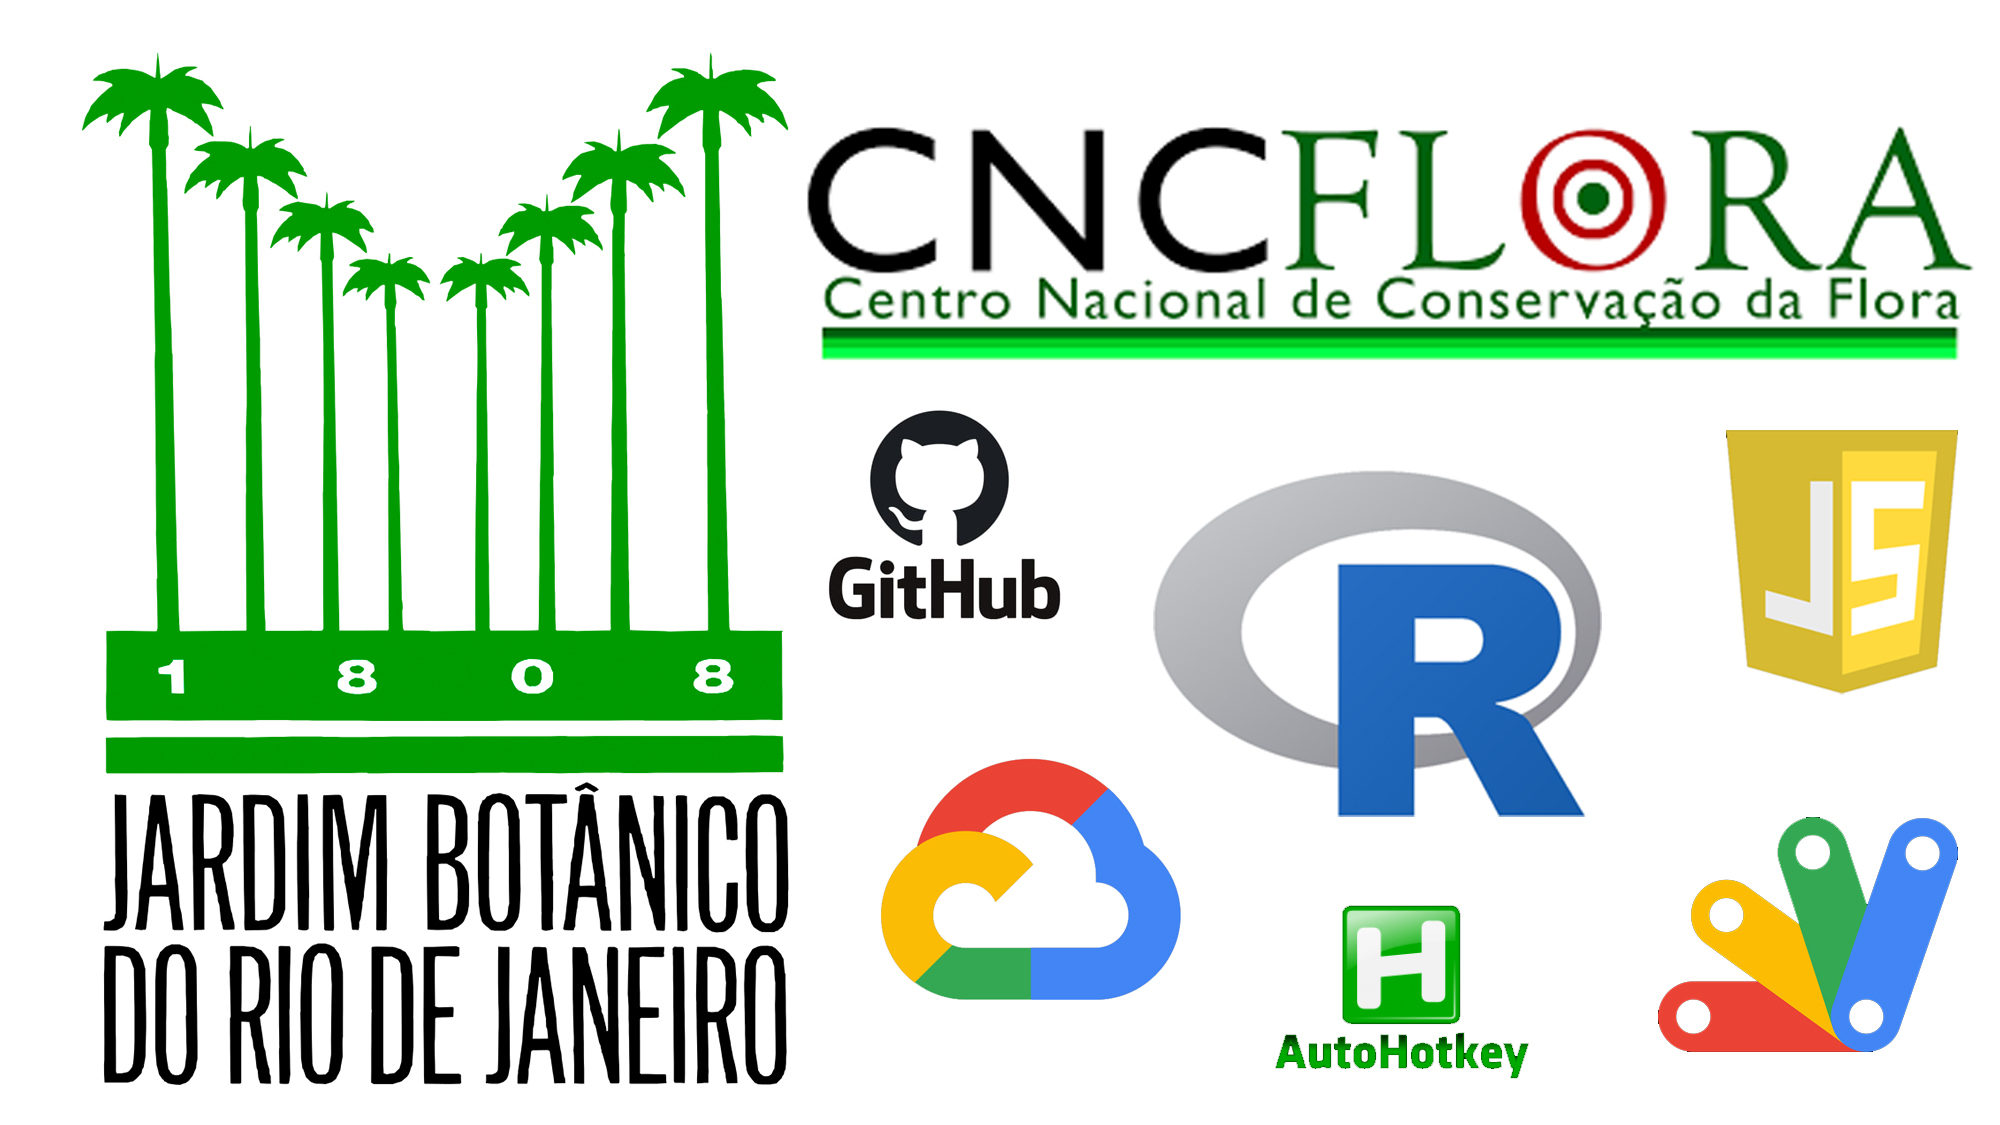 1 8 0 8
JARDIM BOTÂNICO
DO RIO DE JANEIRO
CNCFLORA
Centro Nacional de Conservação da Flora
GitHub
R
JS
H
AutoHotkey